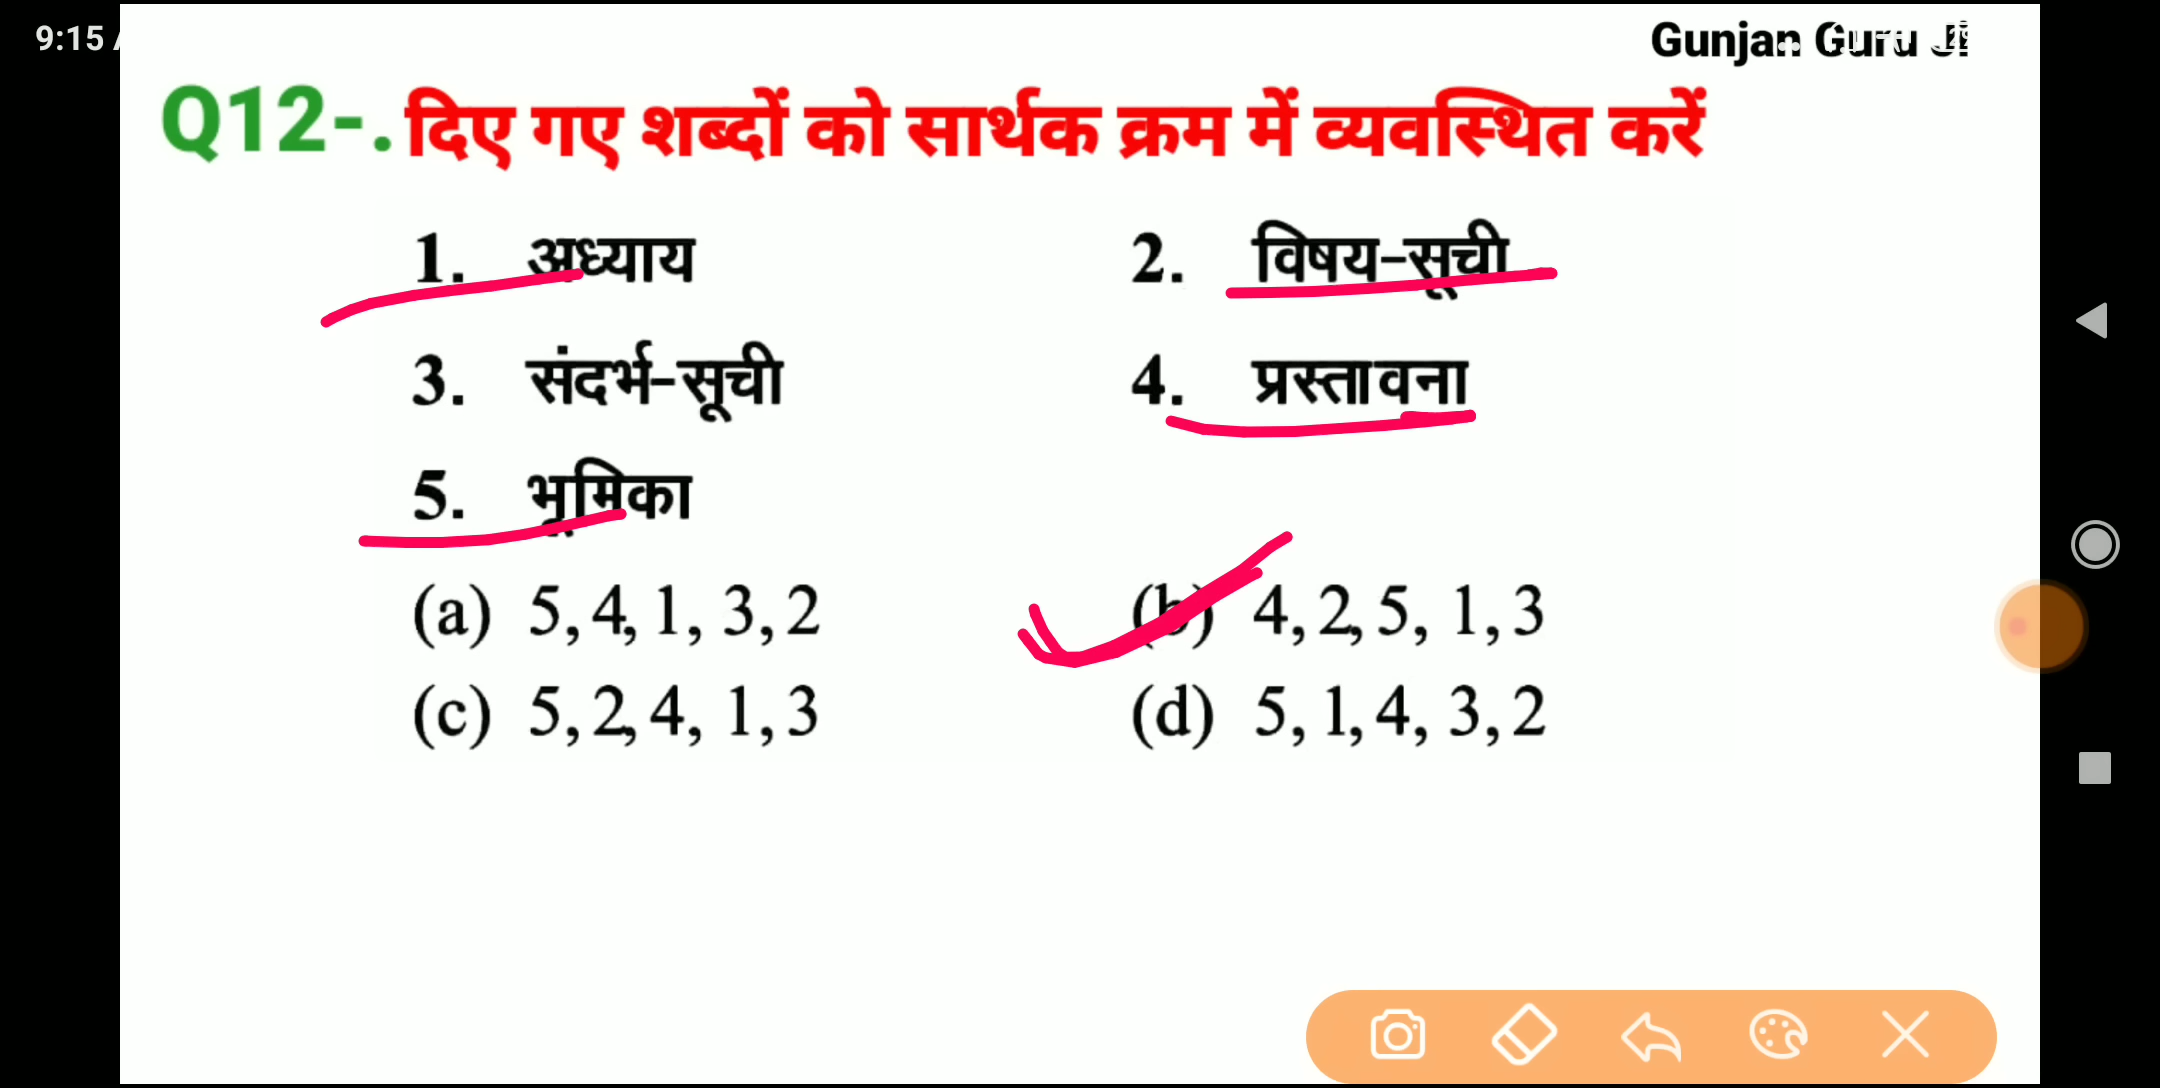 9:15
Gunjan Guru
Q12-. दिए गए शब्दों को सार्थक क्रम में व्यवस्थित करें
1. अध्याय 2. विषय-सूची
3. संदर्भ-सूची 4. प्रस्तावना
5. भूमिका
(a) 5, 4, 1, 3, 2 (b) 4, 2, 5, 1, 3
(c) 5, 2, 4, 1, 3 (d) 5, 1, 4, 3, 2